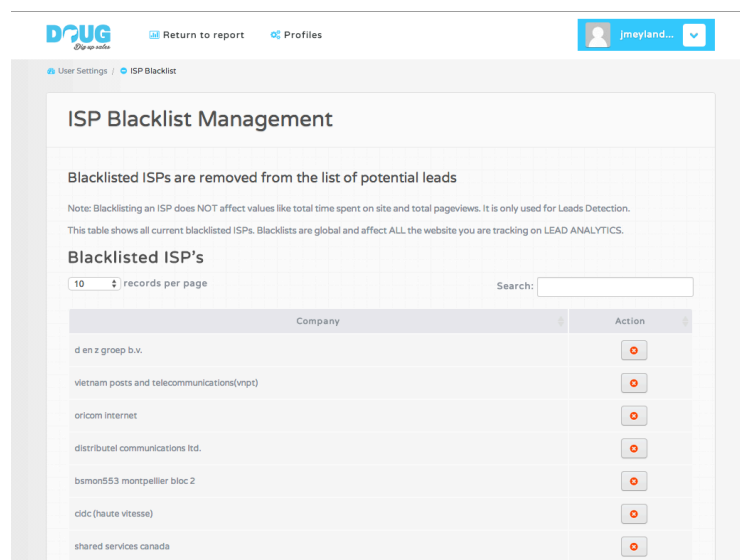 DOUG
Dig up sales
Return to report
Profiles
jmeyland...
User Settings / ISP Blacklist
ISP Blacklist Management
Blacklisted ISPs are removed from the list of potential leads
Note: Blacklisting an ISP does NOT affect values like total time spent on site and total pageviews. It is only used for Leads Detection.
This table shows all current blacklisted ISPs. Blacklists are global and affect ALL the website you are tracking on LEAD ANALYTICS.
Blacklisted ISP's
10 records per page
Search:
Company Action
d en z groep b.v.
vietnam posts and telecommunications(vnpt)
oricom internet
distributel communications ltd.
bsmon553 montpellier bloc 2
cidc (haute vitesse)
shared services canada